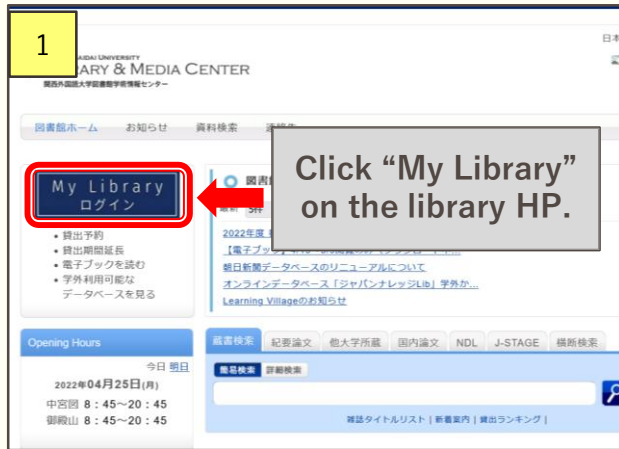 1
日本
AIDAI UNIVERSITY
ARY & MEDIA CENTER
関西外国語大学図書館学術情報センター
図書館ホーム お知らせ 資料検索
My Library
ログイン
Click “My Library”
on the library HP.
• 貸出予約
• 貸出期間延長
• 電子ブックを読む
• 学外利用可能な
データベースを見る
5件
2022年度
【電子ブック】
朝日新聞データベースのリニューアルについて
オンラインデータベース「ジャパンナレッジLib」学外か...
Learning Villageのお知らせ
Opening Hours
今日 明日
2022年04月25日(月)
中宮図 8：45～20：45
御殿山 8：45～20：45
蔵書検索 紀要論文 他大学所蔵 国内論文 NDL J-STAGE 横断検索
簡易検索 詳細検索
雑誌タイトルリスト | 新着案内 | 貸出ランキング |